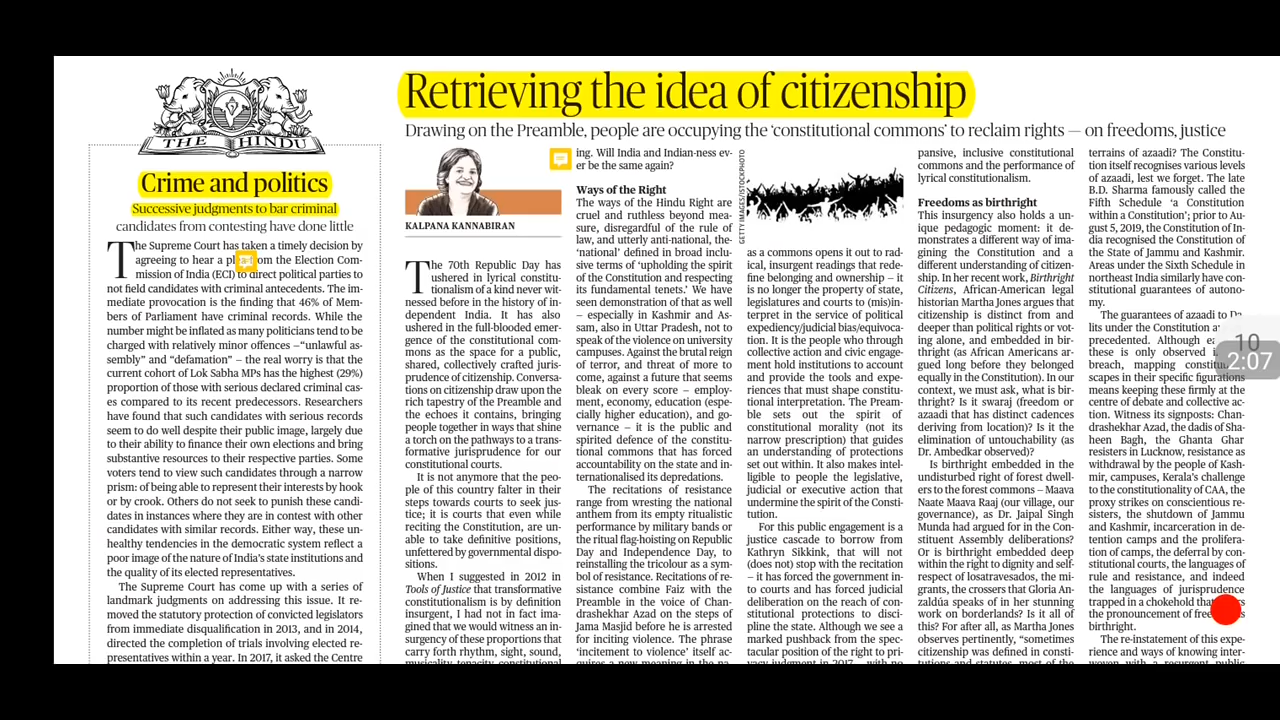 THE HINDU
Crime and politics
Successive judgments to bar criminal
candidates from contesting have done little
The Supreme Court has taken a timely decision by
agreeing to hear a from the Election Com-
mission of India (ECI) to direct political parties to
not field candidates with criminal antecedents. The im-
mediate provocation is the finding that 46% of Mem-
bers of Parliament have criminal records. While the
number might be inflated as many politicians tend to be
charged with relatively minor offences –“unlawful as-
sembly” and “defamation” – the real worry is that the
current cohort of Lok Sabha MPs has the highest (29%)
proportion of those with serious declared criminal cas-
es compared to its recent predecessors. Researchers
have found that such candidates with serious records
seem to do well despite their public image, largely due
to their ability to finance their own elections and bring
substantive resources to their respective parties. Some
voters tend to view such candidates through a narrow
prism: of being able to represent their interests by hook
or by crook. Others do not seek to punish these candi-
dates in instances where they are in contest with other
candidates with similar records. Either way, these un-
healthy tendencies in the democratic system reflect a
poor image of the nature of India’s state institutions and
the quality of its elected representatives.
The Supreme Court has come up with a series of
landmark judgments on addressing this issue. It re-
moved the statutory protection of convicted legislators
from immediate disqualification in 2013, and in 2014,
directed the completion of trials involving elected re-
presentatives within a year. In 2017, it asked the Centre
Retrieving the idea of citizenship
Drawing on the Preamble, people are occupying the ‘constitutional commons’ to reclaim rights — on freedoms, justice
KALPANA KANNABIRAN
The 70th Republic Day has
ushered in lyrical constitu-
tionalism of a kind never wit-
nessed before in the history of in-
dependent India. It has also
ushered in the full-blooded emer-
gence of the constitutional com-
mons as the space for a public,
shared, collectively crafted juris-
prudence of citizenship. Conversa-
tions on citizenship draw upon the
rich tapestry of the Preamble and
the echoes it contains, bringing
people together in ways that shine
a torch on the pathways to a trans-
formative jurisprudence for our
constitutional courts.
It is not anymore that the peo-
ple of this country falter in their
steps towards courts to seek jus-
tice; it is courts that even while
reciting the Constitution, are un-
able to take definitive positions,
unfettered by governmental dispo-
sitions.
When I suggested in 2012 in
Tools of Justice that transformative
constitutionalism is by definition
insurgent, I had not in fact ima-
gined that we would witness an in-
surgency of these proportions that
carry forth rhythm, sight, sound,
musicality, tenacity, constitutional
ing. Will India and Indian-ness ev-
er be the same again?
Ways of the Right
The ways of the Hindu Right are
cruel and ruthless beyond mea-
sure, disregardful of the rule of
law, and utterly anti-national, the-
‘national’ defined in broad inclu-
sive terms of ‘upholding the spirit
of the Constitution and respecting
its fundamental tenets.’ We have
seen demonstration of that as well
– especially in Kashmir and As-
sam, also in Uttar Pradesh, not to
speak of the violence on university
campuses. Against the brutal reign
of terror, and threat of more to
come, against a future that seems
bleak on every score – employ-
ment, economy, education (espe-
cially higher education), and go-
vernance – it is the public and
spirited defence of the constitu-
tional commons that has forced
accountability on the state and in-
ternationalised its depredations.
The recitations of resistance
range from wresting the national
anthem from its empty ritualistic
performance by military bands or
the ritual flag-hoisting on Republic
Day and Independence Day, to
reinstalling the tricolour as a sym-
bol of resistance. Recitations of re-
sistance combine Faiz with the
Preamble in the voice of Chan-
drashekhar Azad on the steps of
Jama Masjid before he is arrested
for inciting violence. The phrase
‘incitement to violence’ itself ac-
quires a new meaning in the na-
GETTY IMAGES/ISTOCKPHOTO
as a commons opens it out to rad-
ical, insurgent readings that rede-
fine belonging and ownership – it
is no longer the property of state,
legislatures and courts to (mis)in-
terpret in the service of political
expediency/judicial bias/equivoca-
tion. It is the people who through
collective action and civic engage-
ment hold institutions to account
and provide the tools and expe-
riences that must shape constitu-
tional interpretation. The Pream-
ble sets out the spirit of
constitutional morality (not its
narrow prescription) that guides
an understanding of protections
set out within. It also makes intel-
ligible to people the legislative,
judicial or executive action that
undermine the spirit of the Consti-
tution.
For this public engagement is a
justice cascade to borrow from
Kathryn Sikkink, that will not
(does not) stop with the recitation
– it has forced the government in-
to courts and has forced judicial
deliberation on the reach of con-
stitutional protections to disci-
pline the state. Although we see a
marked pushback from the spec-
tacular position of the right to pri-
vacy judgment in 2017 – with no
pansive, inclusive constitutional
commons and the performance of
lyrical constitutionalism.
Freedoms as birthright
This insurgency also holds a un-
ique pedagogic moment: it de-
monstrates a different way of ima-
gining the Constitution and a
different understanding of citizen-
ship. In her recent work, Birthright
Citizens, African-American legal
historian Martha Jones argues that
citizenship is distinct from and
deeper than political rights or vot-
ing alone, and embedded in bir-
thright (as African Americans ar-
gued long before they belonged
equally in the Constitution). In our
context, we must ask, what is bir-
thright? Is it swaraj (freedom or
azaadi that has distinct cadences
deriving from location)? Is it the
elimination of untouchability (as
Dr. Ambedkar observed)?
Is birthright embedded in the
undisturbed right of forest dwell-
ers to the forest commons – Maava
Naate Maava Raaj (our village, our
governance), as Dr. Jaipal Singh
Munda had argued for in the Con-
stituent Assembly deliberations?
Or is birthright embedded deep
within the right to dignity and self-
respect of losatravesados, the mi-
grants, the crossers that Gloria An-
zaldúa speaks of in her stunning
work on borderlands? Is it all of
this? For after all, as Martha Jones
observes pertinently, “sometimes
citizenship was defined in consti-
tutions and statutes, most of the
terrains of azaadi? The Constitu-
tion itself recognises various levels
of azaadi, lest we forget. The late
B.D. Sharma famously called the
Fifth Schedule ‘a Constitution
within a Constitution’; prior to Au-
gust 5, 2019, the Constitution of In-
dia recognised the Constitution of
the State of Jammu and Kashmir.
Areas under the Sixth Schedule in
northeast India similarly have con-
stitutional guarantees of autono-
my.
The guarantees of azaadi to Da-
lits under the Constitution
precedented. Although
these is only observed
breach, mapping constitu-
scapes in their specific figurations
means keeping these firmly at the
centre of debate and collective ac-
tion. Witness its signposts: Chan-
drashekhar Azad, the dadis of Sha-
heen Bagh, the Ghanta Ghar
resisters in Lucknow, resistance as
withdrawal by the people of Kash-
mir, campuses, Kerala’s challenge
to the constitutionality of CAA, the
proxy strikes on conscious re-
sisters, the shutdown of Jammu
and Kashmir, incarceration in de-
tention camps and the prolifera-
tion of camps, the deferral by con-
stitutional courts, the languages of
rule and resistance, and indeed
the languages of jurisprudence
trapped in a chokehold
the pronouncement of
birthright.
The re-instatement of this expe-
rience and ways of knowing inter-
woven with a resurgent public
10
2:07